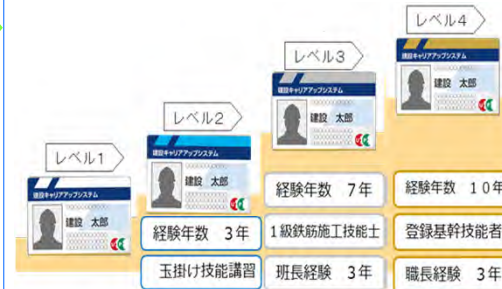 レベル4
建設キャリアアップシステム
建設 太郎
レベル3
建設キャリアアップシステム
建設 太郎
レベル2
建設キャリアアップシステム
建設 太郎
レベル1
建設キャリアアップシステム
建設 太郎
経験年数 3年
玉掛け技能講習
経験年数 7年
1級鉄筋施工技能士
班長経験 3年
経験年数 10年
登録基幹技能者
職長経験 3年